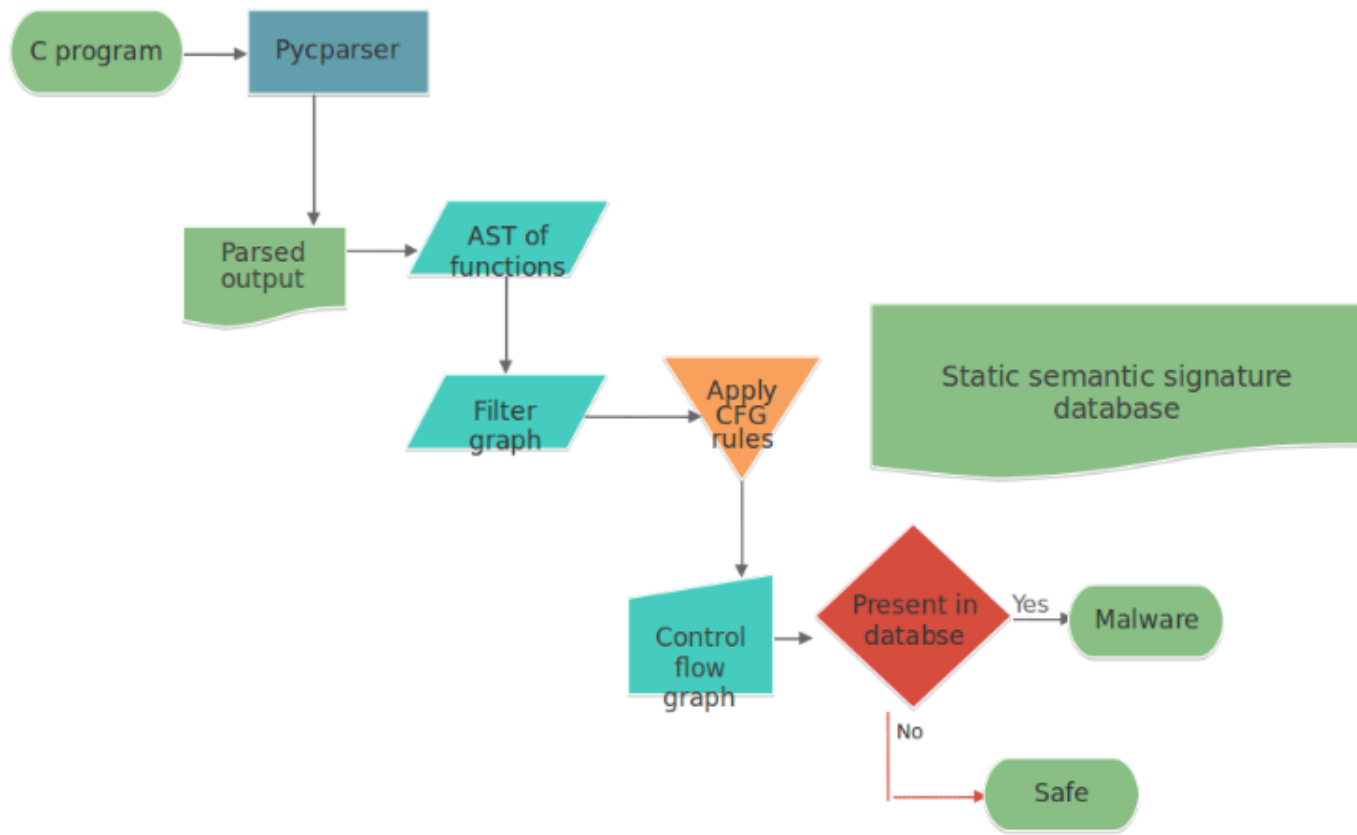 C program
Pycparser
Parsed
output
AST of
functions
Filter
graph
Apply
CFG
rules
Static semantic signature
database
Control
flow
graph
Present in
databse
Yes
Malware
No
Safe